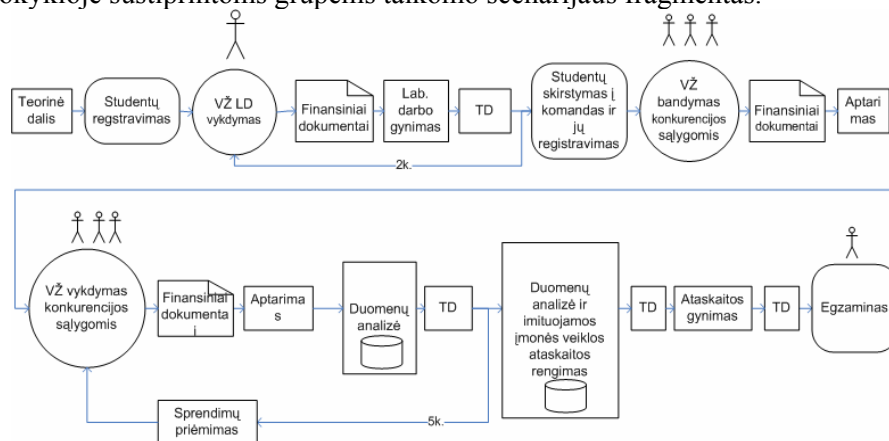 okykloje sustiprintoms grupėms taikomo scenarijaus fragmentas.
Teorinė
dalis
Studentų
regstravimas
VŽ LD
vykdymas
Finansiniai
dokumentai
Lab.
darbo
gynimas
TD
Studentų
skirstymas į
komandas ir
jų
registravimas
VŽ
bandymas
konkurencijos
sąlygomis
Finansiniai
dokumentai
Aptari
mas
2k.
VŽ vykdymas
konkurencijos
sąlygomis
Finansiniai
dokumenta
i
Aptarima
s
Duomenų
analizė
TD
Duomenų
analizė ir
imituojamos
įmonės veiklos
ataskaitos
rengimas
TD
Ataskaitos
gynimas
TD
Egzaminas
Sprendimų
priėmimas
5k.